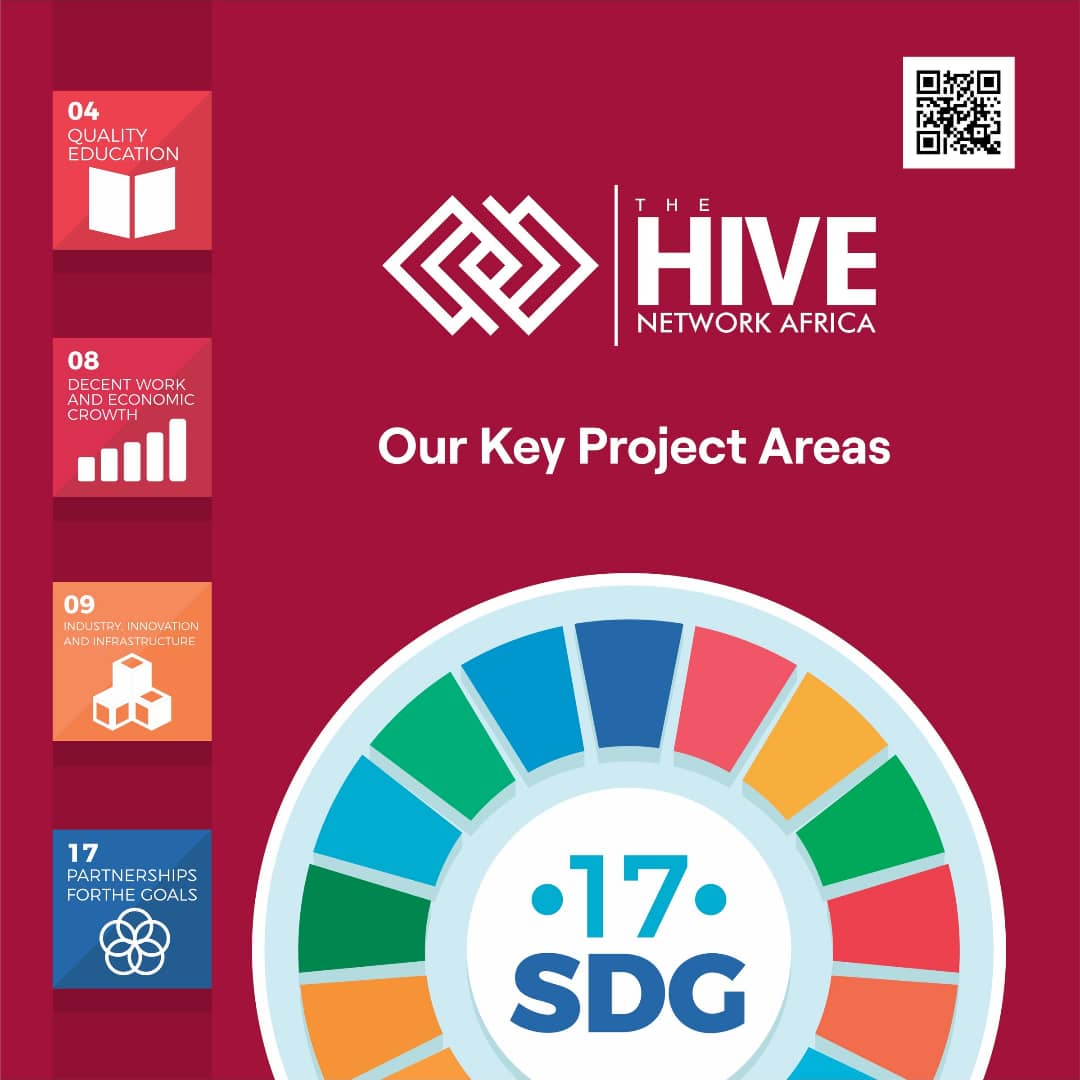 04
QUALITY
EDUCATION
08
DECENT WORK
AND ECONOMIC
CROWTH
09
INDUSTRY, INNOVATION
AND INFRASTRUCTURE
17
PARTNERSHIPS
FORTHE GOALS
THE
HIVE
NETWORK AFRICA
Our Key Project Areas
•17•
SDG